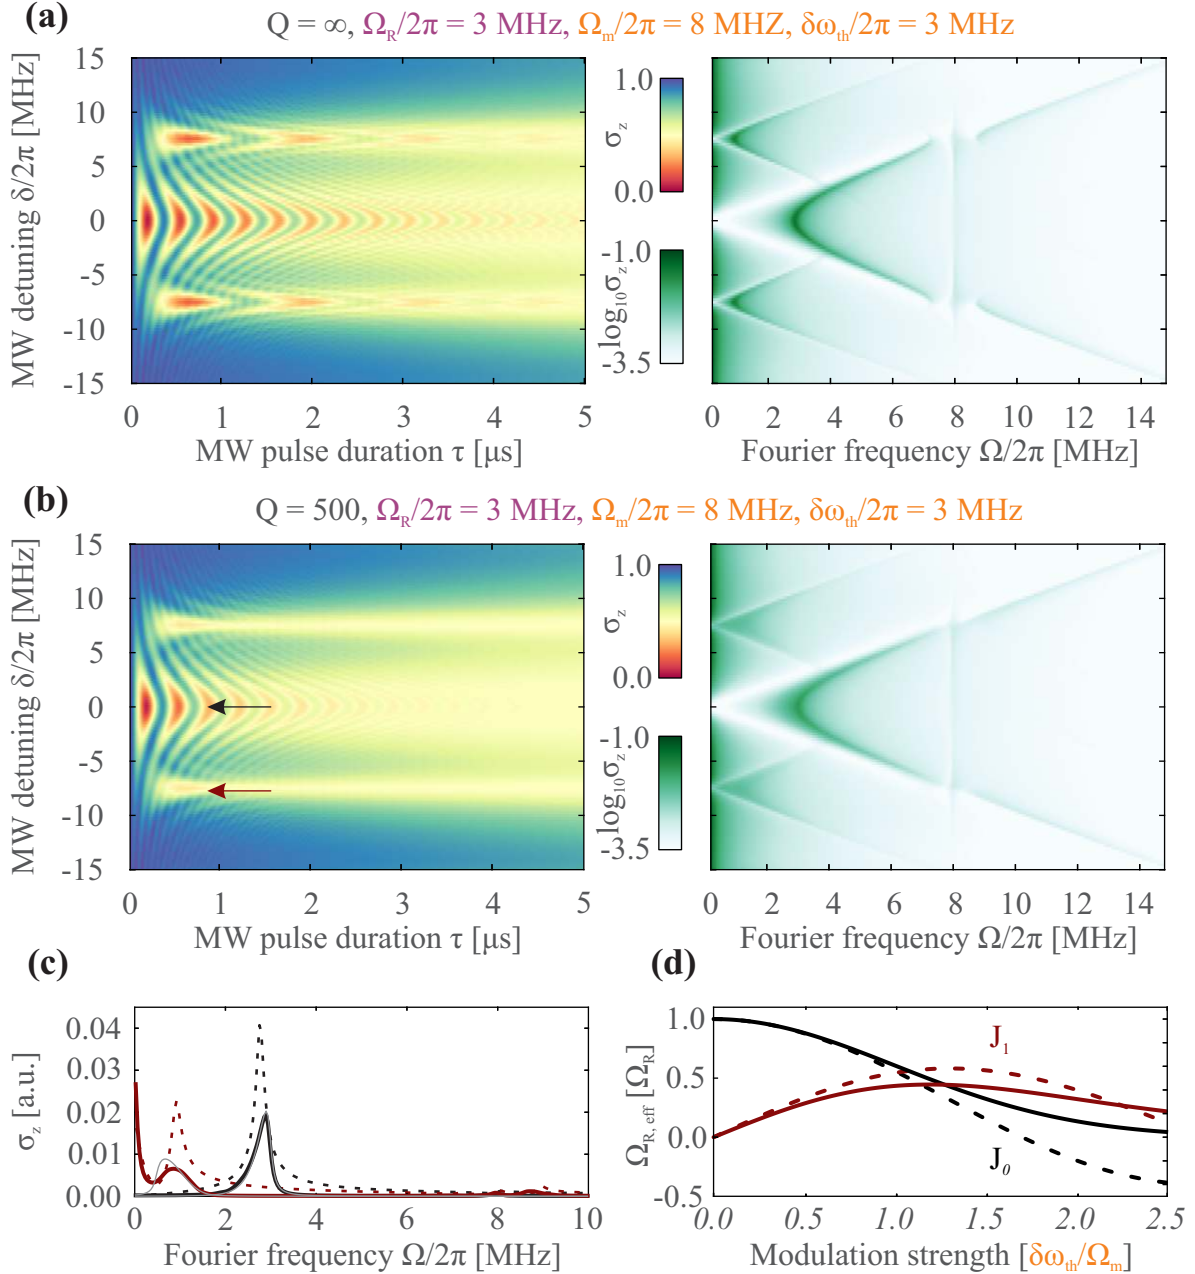 (a)
Q = ∞, Ω_R/2π = 3 MHz, Ω_m/2π = 8 MHZ, δω_th/2π = 3 MHz
MW detuning δ/2π [MHz]
15
10
5
0
-5
-10
-15
1 2 3 4 5
MW pulse duration τ [µs]
1.0
σ_z
0.0
-1.0
log₁₀σ_z
-3.5
0 2 4 6 8 10 12 14
Fourier frequency Ω/2π [MHz]
(b)
Q = 500, Ω_R/2π = 3 MHz, Ω_m/2π = 8 MHz, δω_th/2π = 3 MHz
MW detuning δ/2π [MHz]
15
10
5
0
-5
-10
-15
0 1 2 3 4 5
MW pulse duration τ [µs]
1.0
σ_z
0.0
-1.0
log₁₀σ_z
-3.5
0 2 4 6 8 10 12 14
Fourier frequency Ω/2π [MHz]
(c)
σ_z [a.u.]
0.04
0.03
0.02
0.01
0.00
0 2 4 6 8 10
Fourier frequency Ω/2π [MHz]
(d)
Ω_R, eff [Ω_R]
1.0
0.5
0.0
-0.5
J₁
J₀
0.0 0.5 1.0 1.5 2.0 2.5
Modulation strength [δω_th/Ω_m]